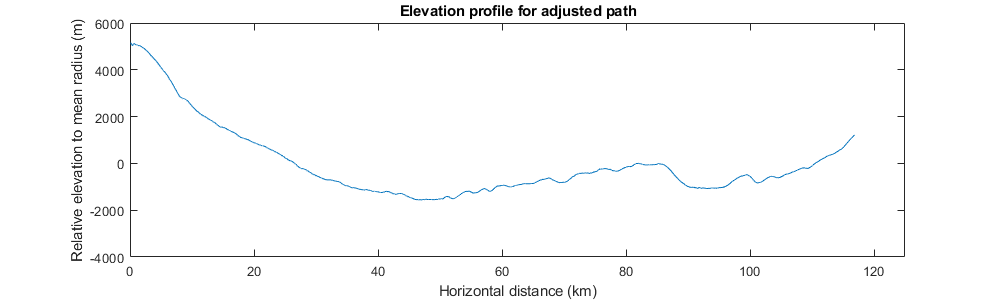 Elevation profile for adjusted path
Relative elevation to mean radius (m)
6000
4000
2000
0
-2000
-4000
0 20 40 60 80 100 120
Horizontal distance (km)